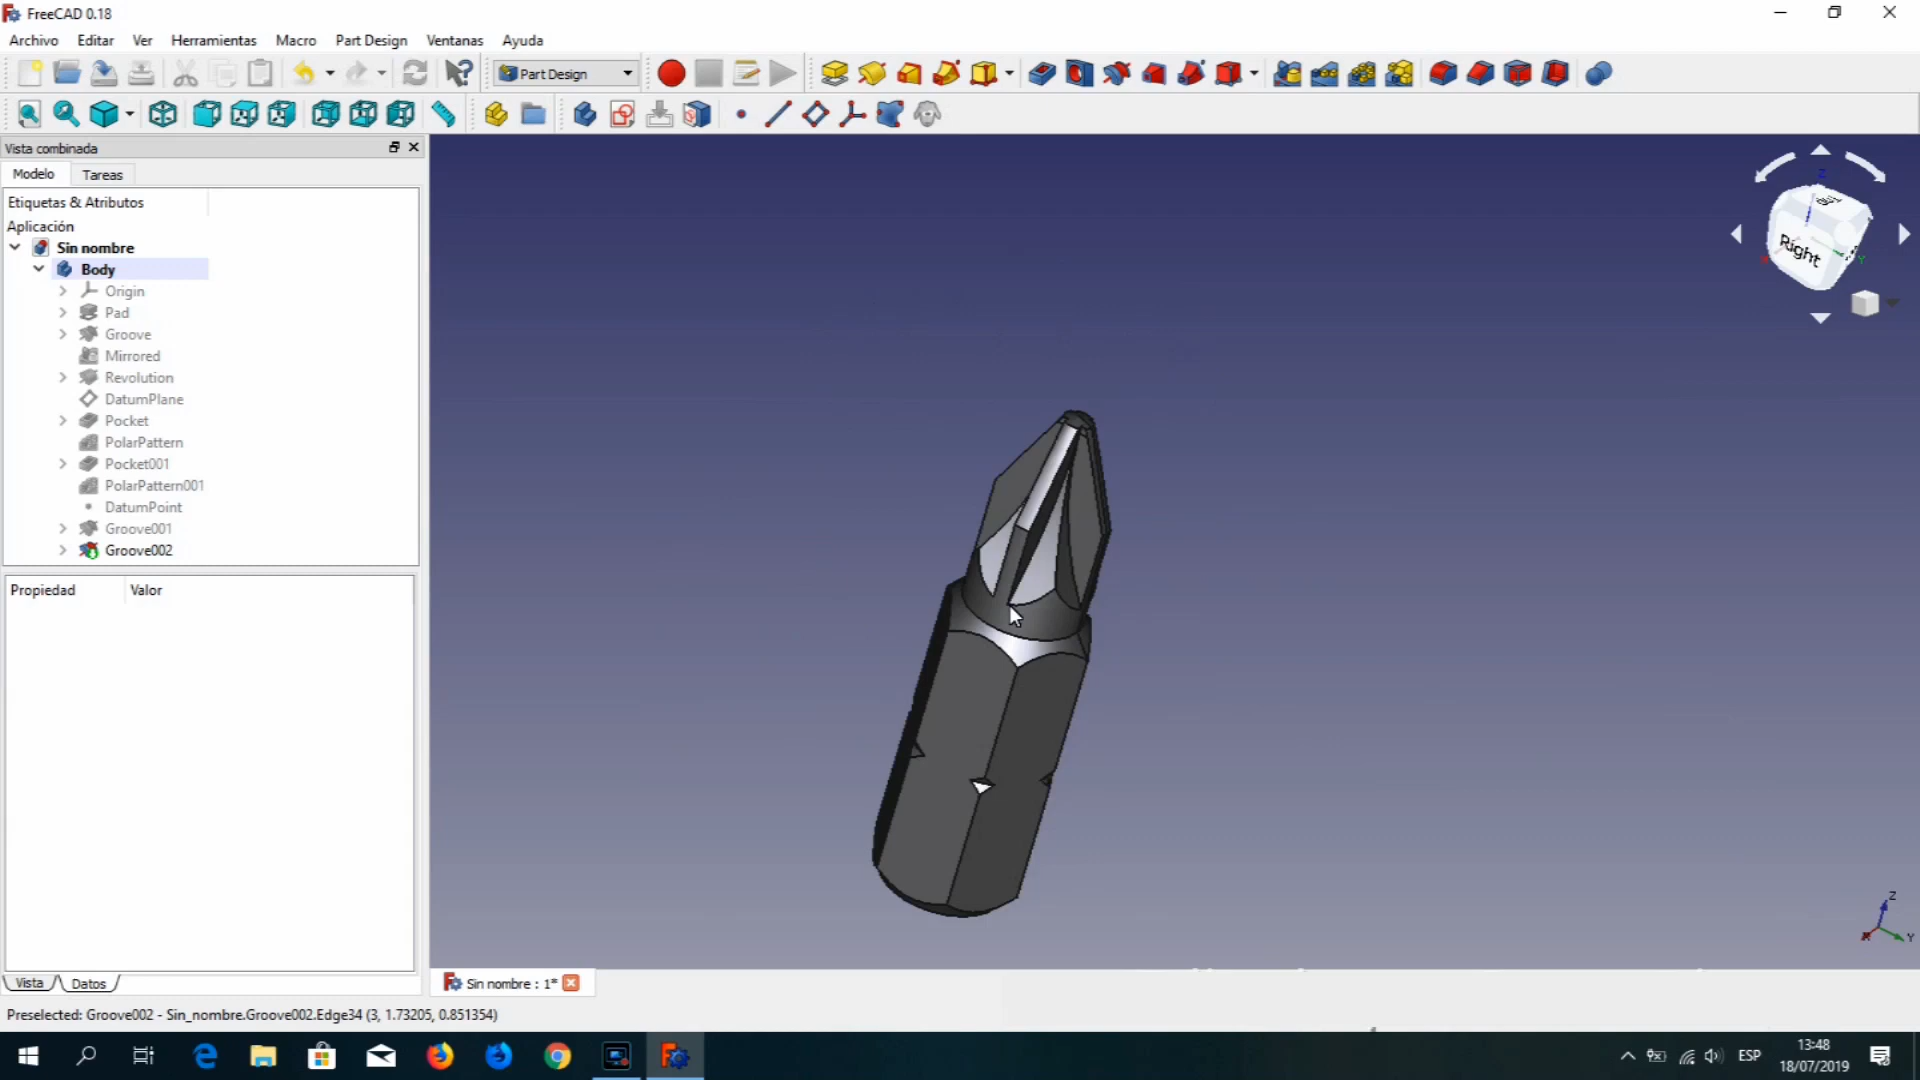 FreeCAD 0.18
Archivo Editar Ver Herramientas Macro Part Design Ventanas Ayuda
Part Design
Vista combinada
Modelo Tareas
Etiquetas & Atributos
Aplicación
Sin nombre
Body
Origin
Pad
Groove
Mirrored
Revolution
DatumPlane
Pocket
PolarPattern
Pocket001
PolarPattern001
DatumPoint
Groove001
Groove002
Propiedad Valor
Vista Datos
Z
Right
X
Y
Z
X
Y
Sin nombre : 1*
Preselected: Groove002 - Sin_nombre.Groove002.Edge34 (3, 1.73205, 0.851354)
ESP
13:48
18/07/2019